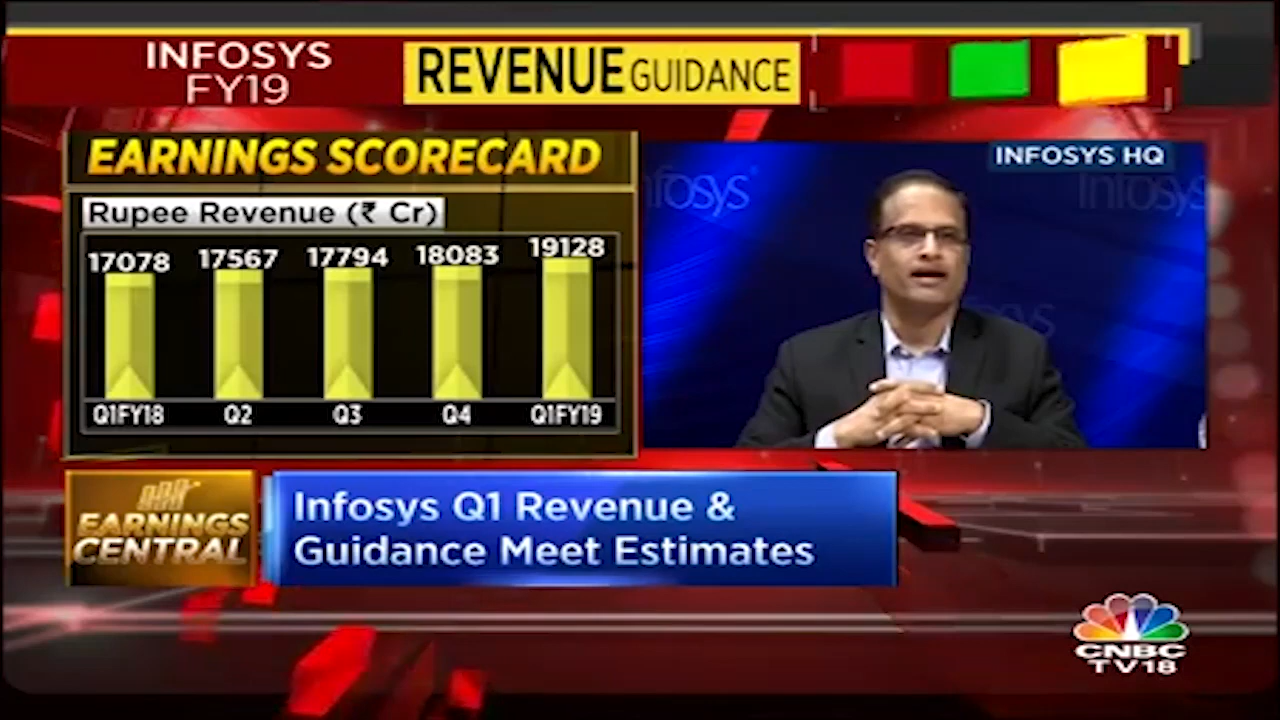 INFOSYS
FY19
REVENUE GUIDANCE
EARNINGS SCORECARD
INFOSYS HQ
Rupee Revenue (₹ Cr)
17078 17567 17794 18083 19128
Q1FY18 Q2 Q3 Q4 Q1FY19
nfosys
Infosys
EARNINGS
CENTRAL
Infosys Q1 Revenue &
Guidance Meet Estimates
CNBC
TV18